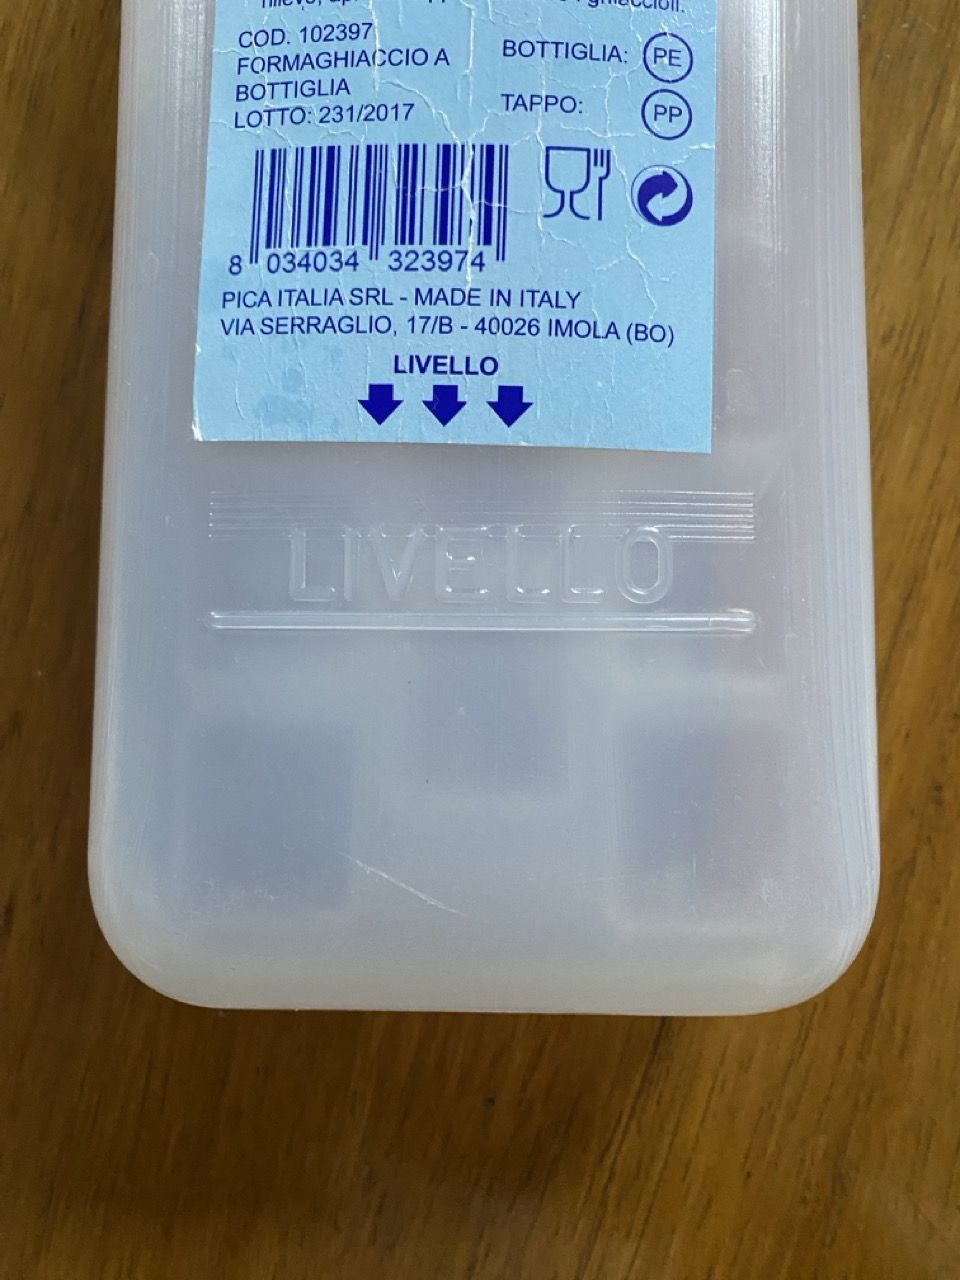 ghiaccioli.
COD. 102397
FORMAGHIACCIO A
BOTTIGLIA
LOTTO: 231/2017
BOTTIGLIA: PE
TAPPO: PP
8 034034 323974
PICA ITALIA SRL - MADE IN ITALY
VIA SERRAGLIO, 17/B - 40026 IMOLA (BO)
LIVELLO
LIVELLO